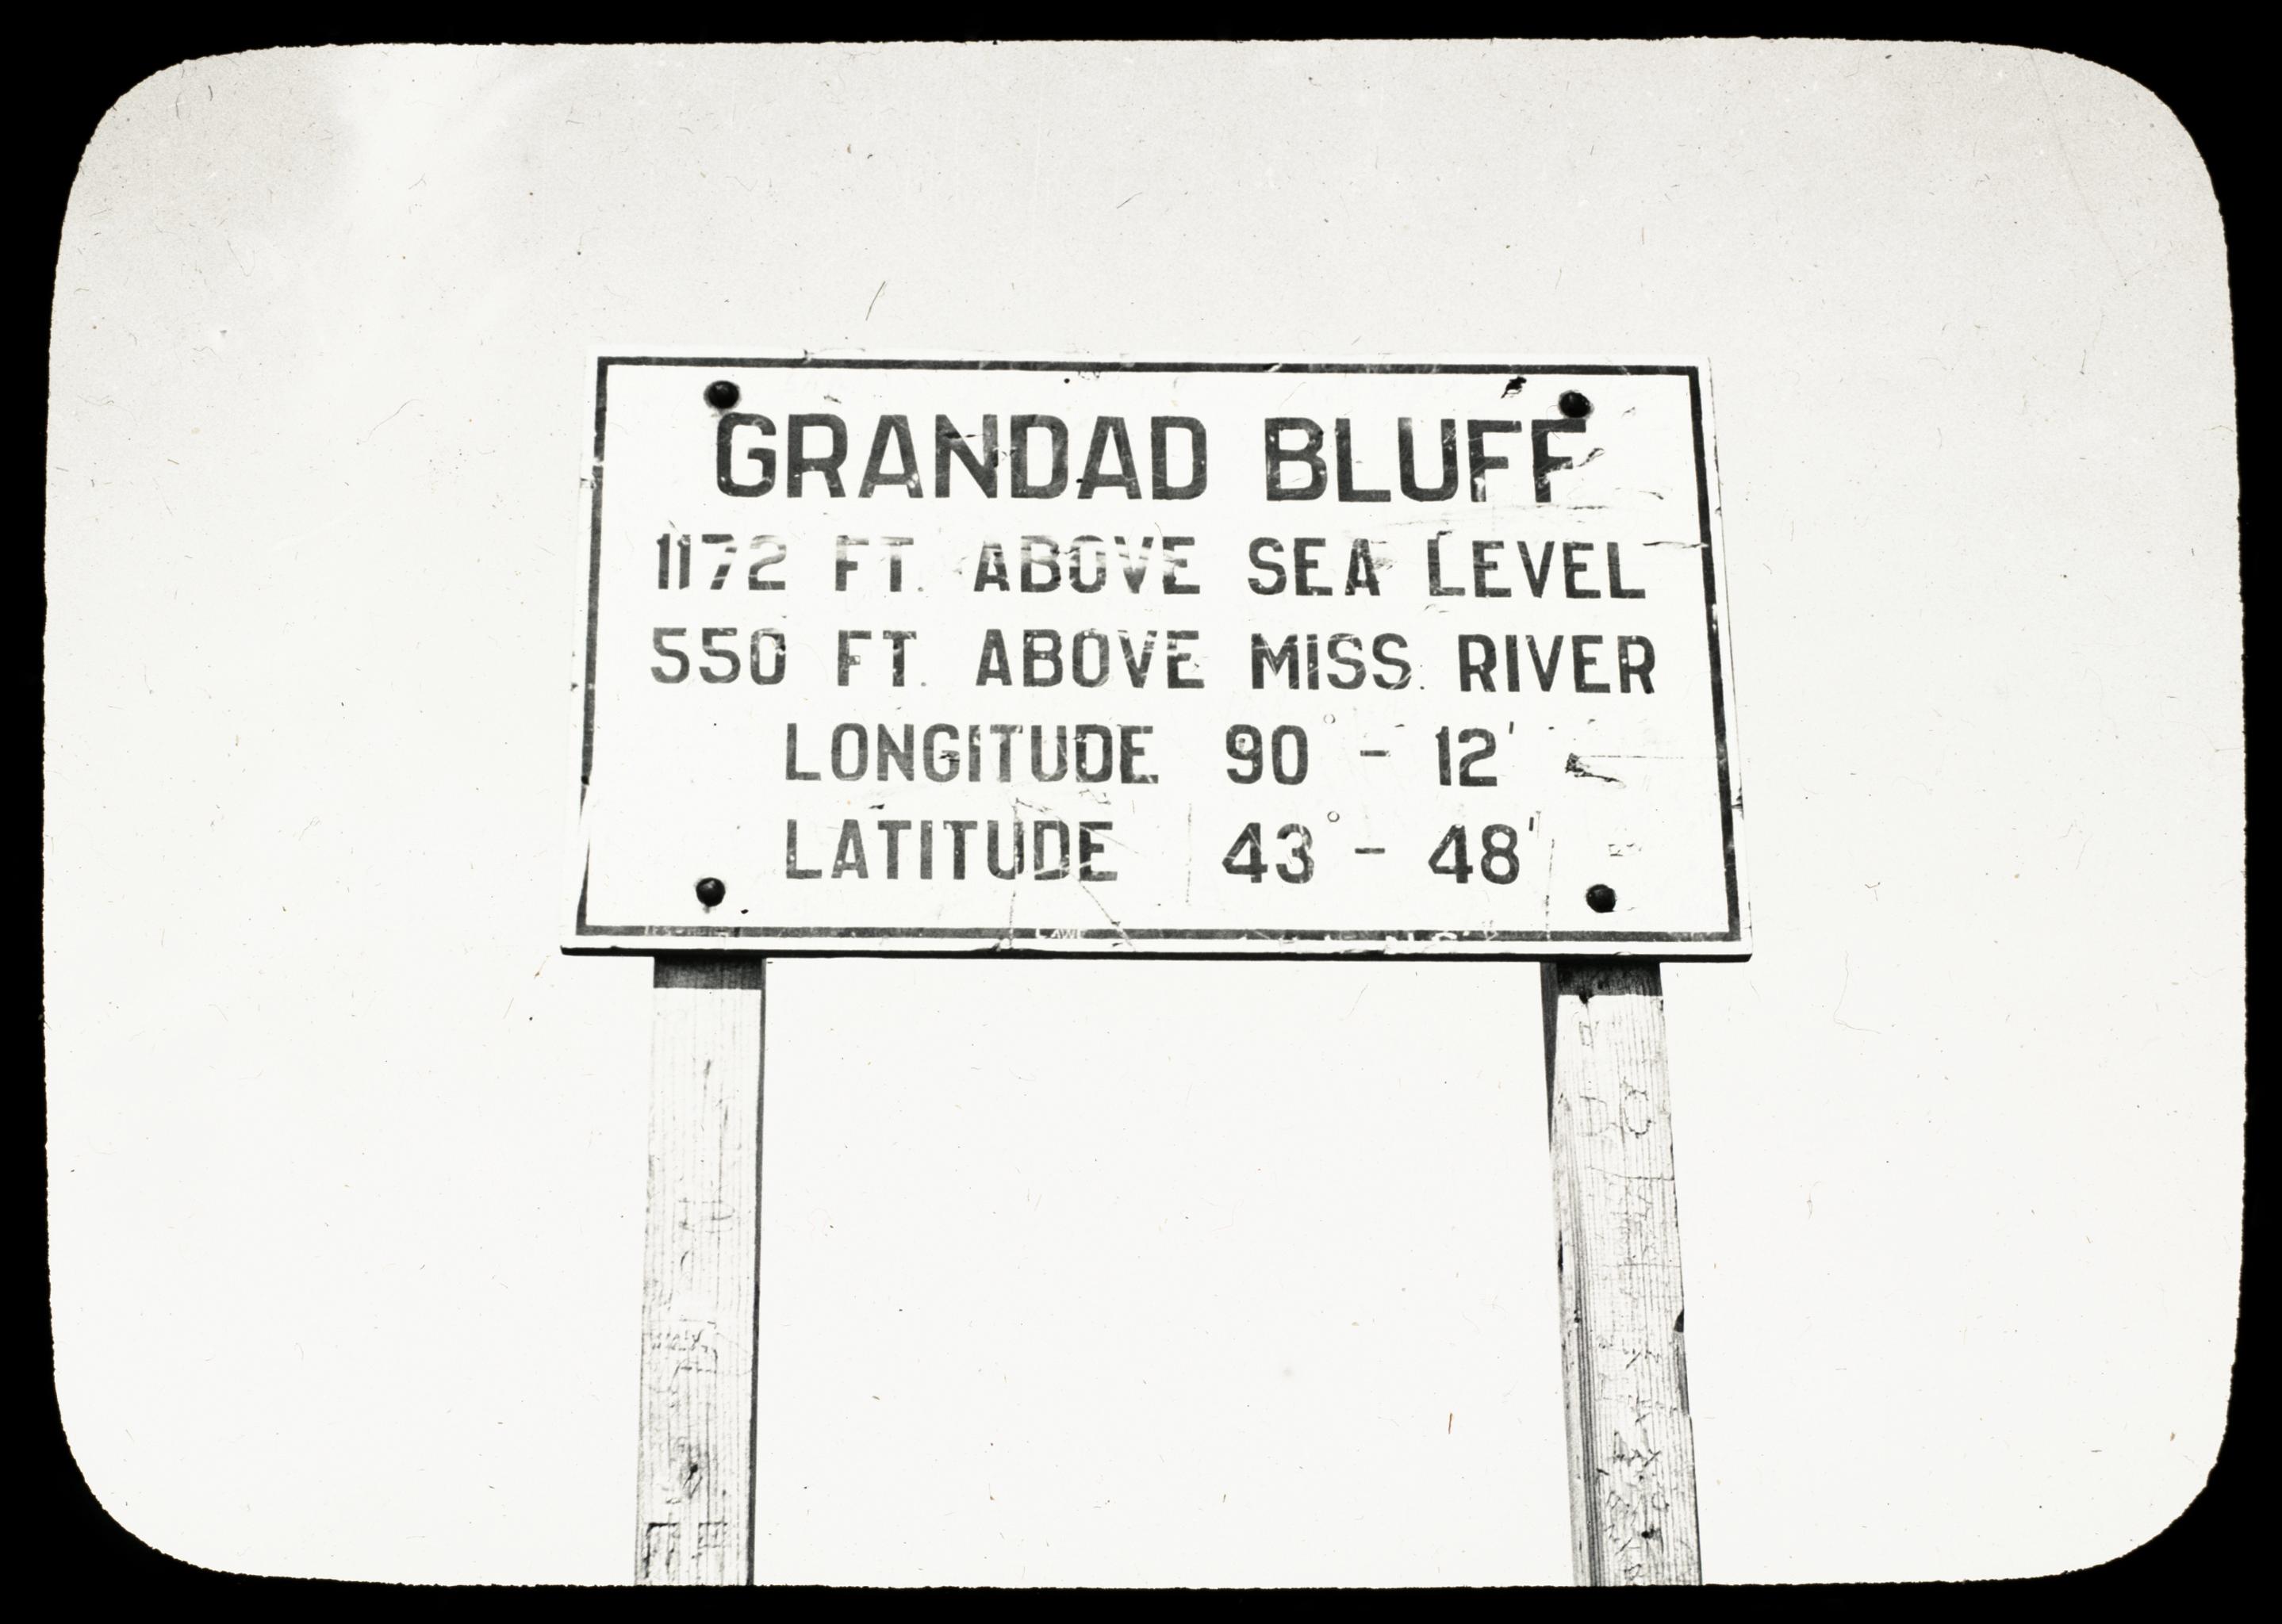 GRANDAD BLUFF
1172 FT. ABOVE SEA LEVEL
550 FT. ABOVE MISS. RIVER
LONGITUDE 90° - 12'
LATITUDE 43° - 48'